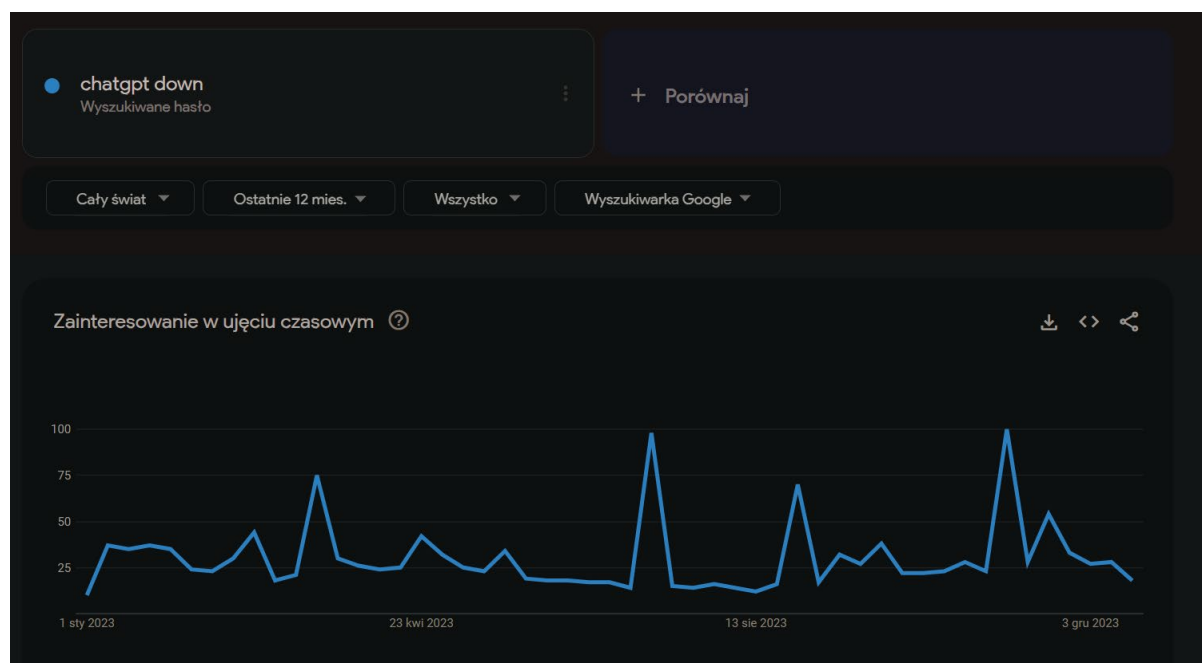 chatgpt down
Wyszukiwane hasło
+ Porównaj
Cały świat
Ostatnie 12 mies.
Wszystko
Wyszukiwarka Google
Zainteresowanie w ujęciu czasowym
100
75
50
25
1 sty 2023
23 kwi 2023
13 sie 2023
3 gru 2023